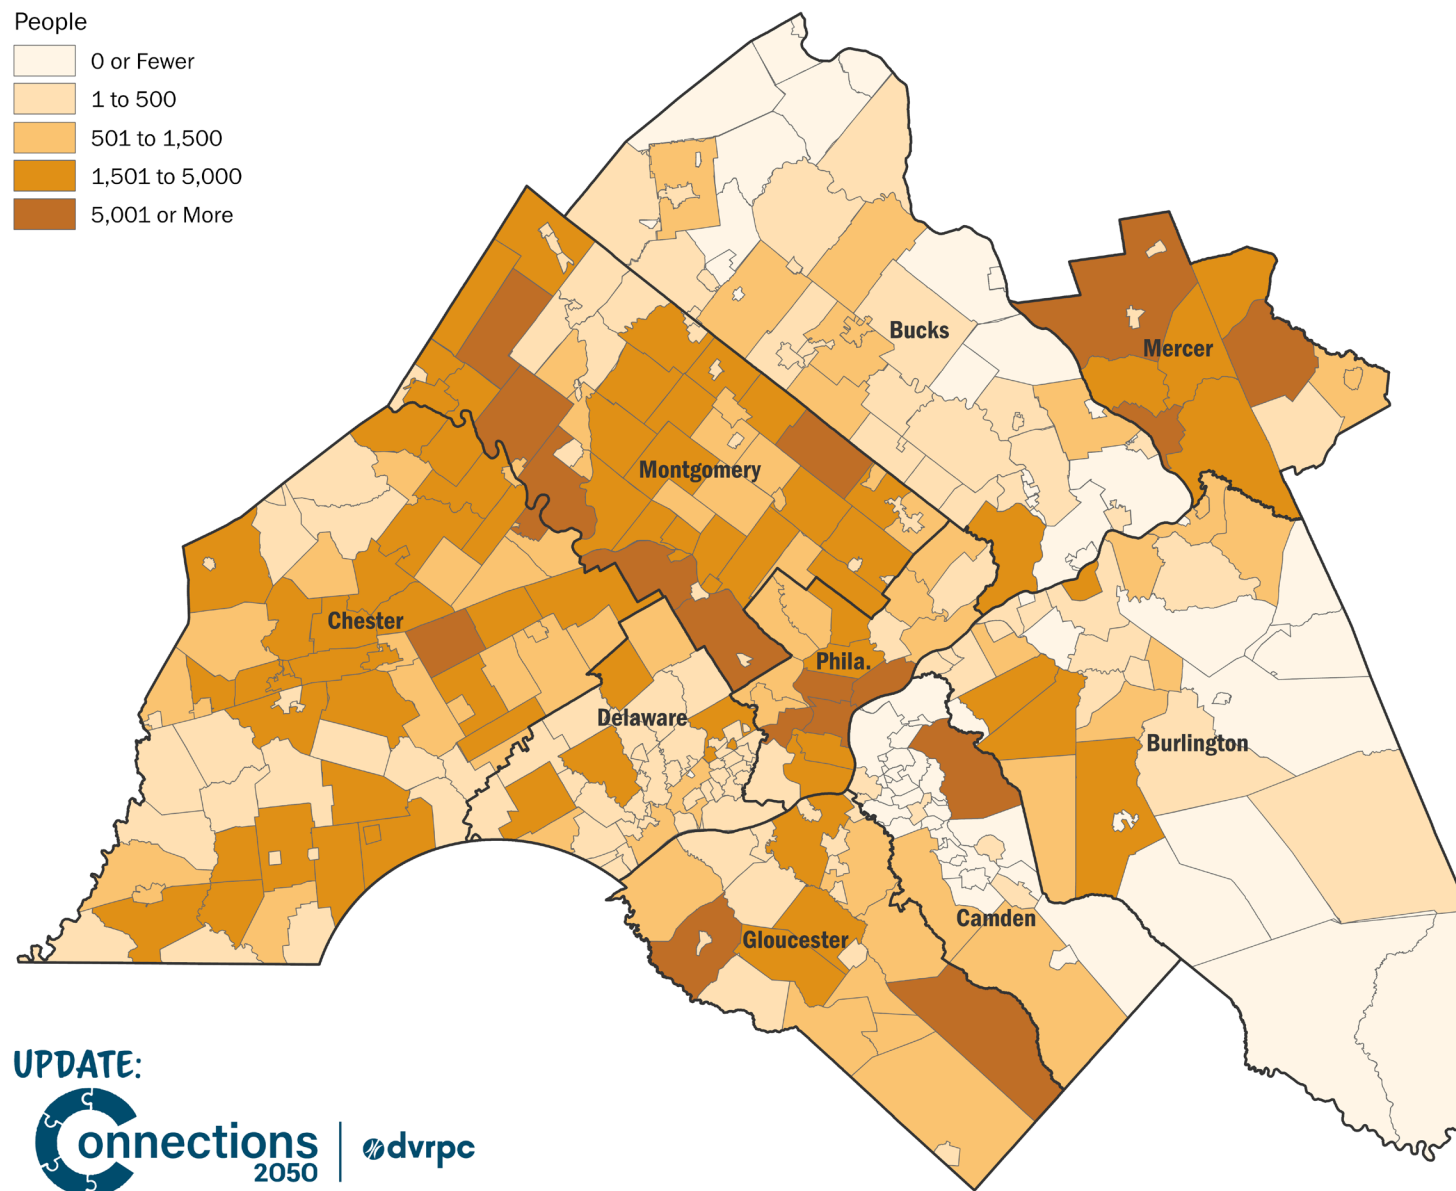 People
0 or Fewer
1 to 500
501 to 1,500
1,501 to 5,000
5,001 or More
Bucks
Mercer
Montgomery
Chester
Phila.
Delaware
Burlington
Camden
Gloucester
UPDATE:
Connections
2050
dvrpc